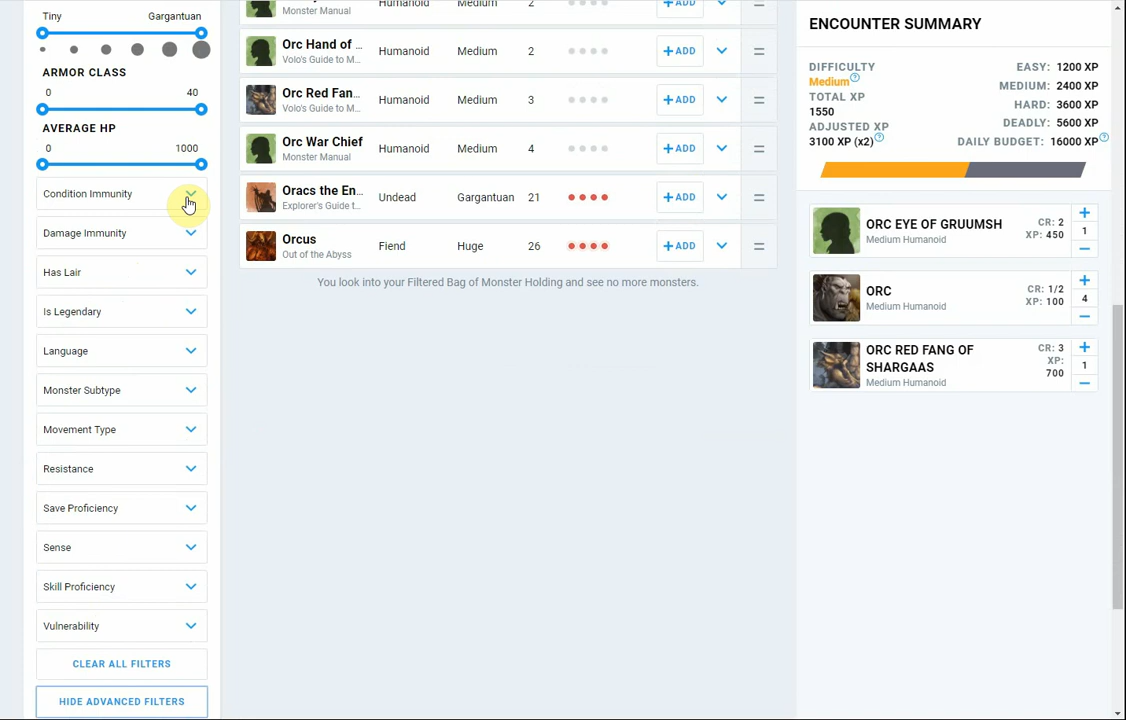 Tiny Gargantuan
ARMOR CLASS
0 40
AVERAGE HP
0 1000
Condition Immunity
Damage Immunity
Has Lair
Is Legendary
Language
Monster Subtype
Movement Type
Resistance
Save Proficiency
Sense
Skill Proficiency
Vulnerability
CLEAR ALL FILTERS
HIDE ADVANCED FILTERS
Monster Manual
Humanoid Medium 2 +ADD
Orc Hand of ...
Volo's Guide to M...
Humanoid Medium 2 +ADD
Orc Red Fan...
Volo's Guide to M...
Humanoid Medium 3 +ADD
Orc War Chief
Monster Manual
Humanoid Medium 4 +ADD
Oracs the En...
Explorer's Guide t...
Undead Gargantuan 21 +ADD
Orcus
Out of the Abyss
Fiend Huge 26 +ADD
You look into your Filtered Bag of Monster Holding and see no more monsters.
ENCOUNTER SUMMARY
DIFFICULTY
Medium ?
TOTAL XP
1550
ADJUSTED XP
3100 XP (x2) ?
EASY: 1200 XP
MEDIUM: 2400 XP
HARD: 3600 XP
DEADLY: 5600 XP
DAILY BUDGET: 16000 XP ?
ORC EYE OF GRUUMSH
Medium Humanoid
CR: 2
XP: 450
+
1
−
ORC
Medium Humanoid
CR: 1/2
XP: 100
+
4
−
ORC RED FANG OF
SHARGAAS
Medium Humanoid
CR: 3
XP:
700
+
1
−